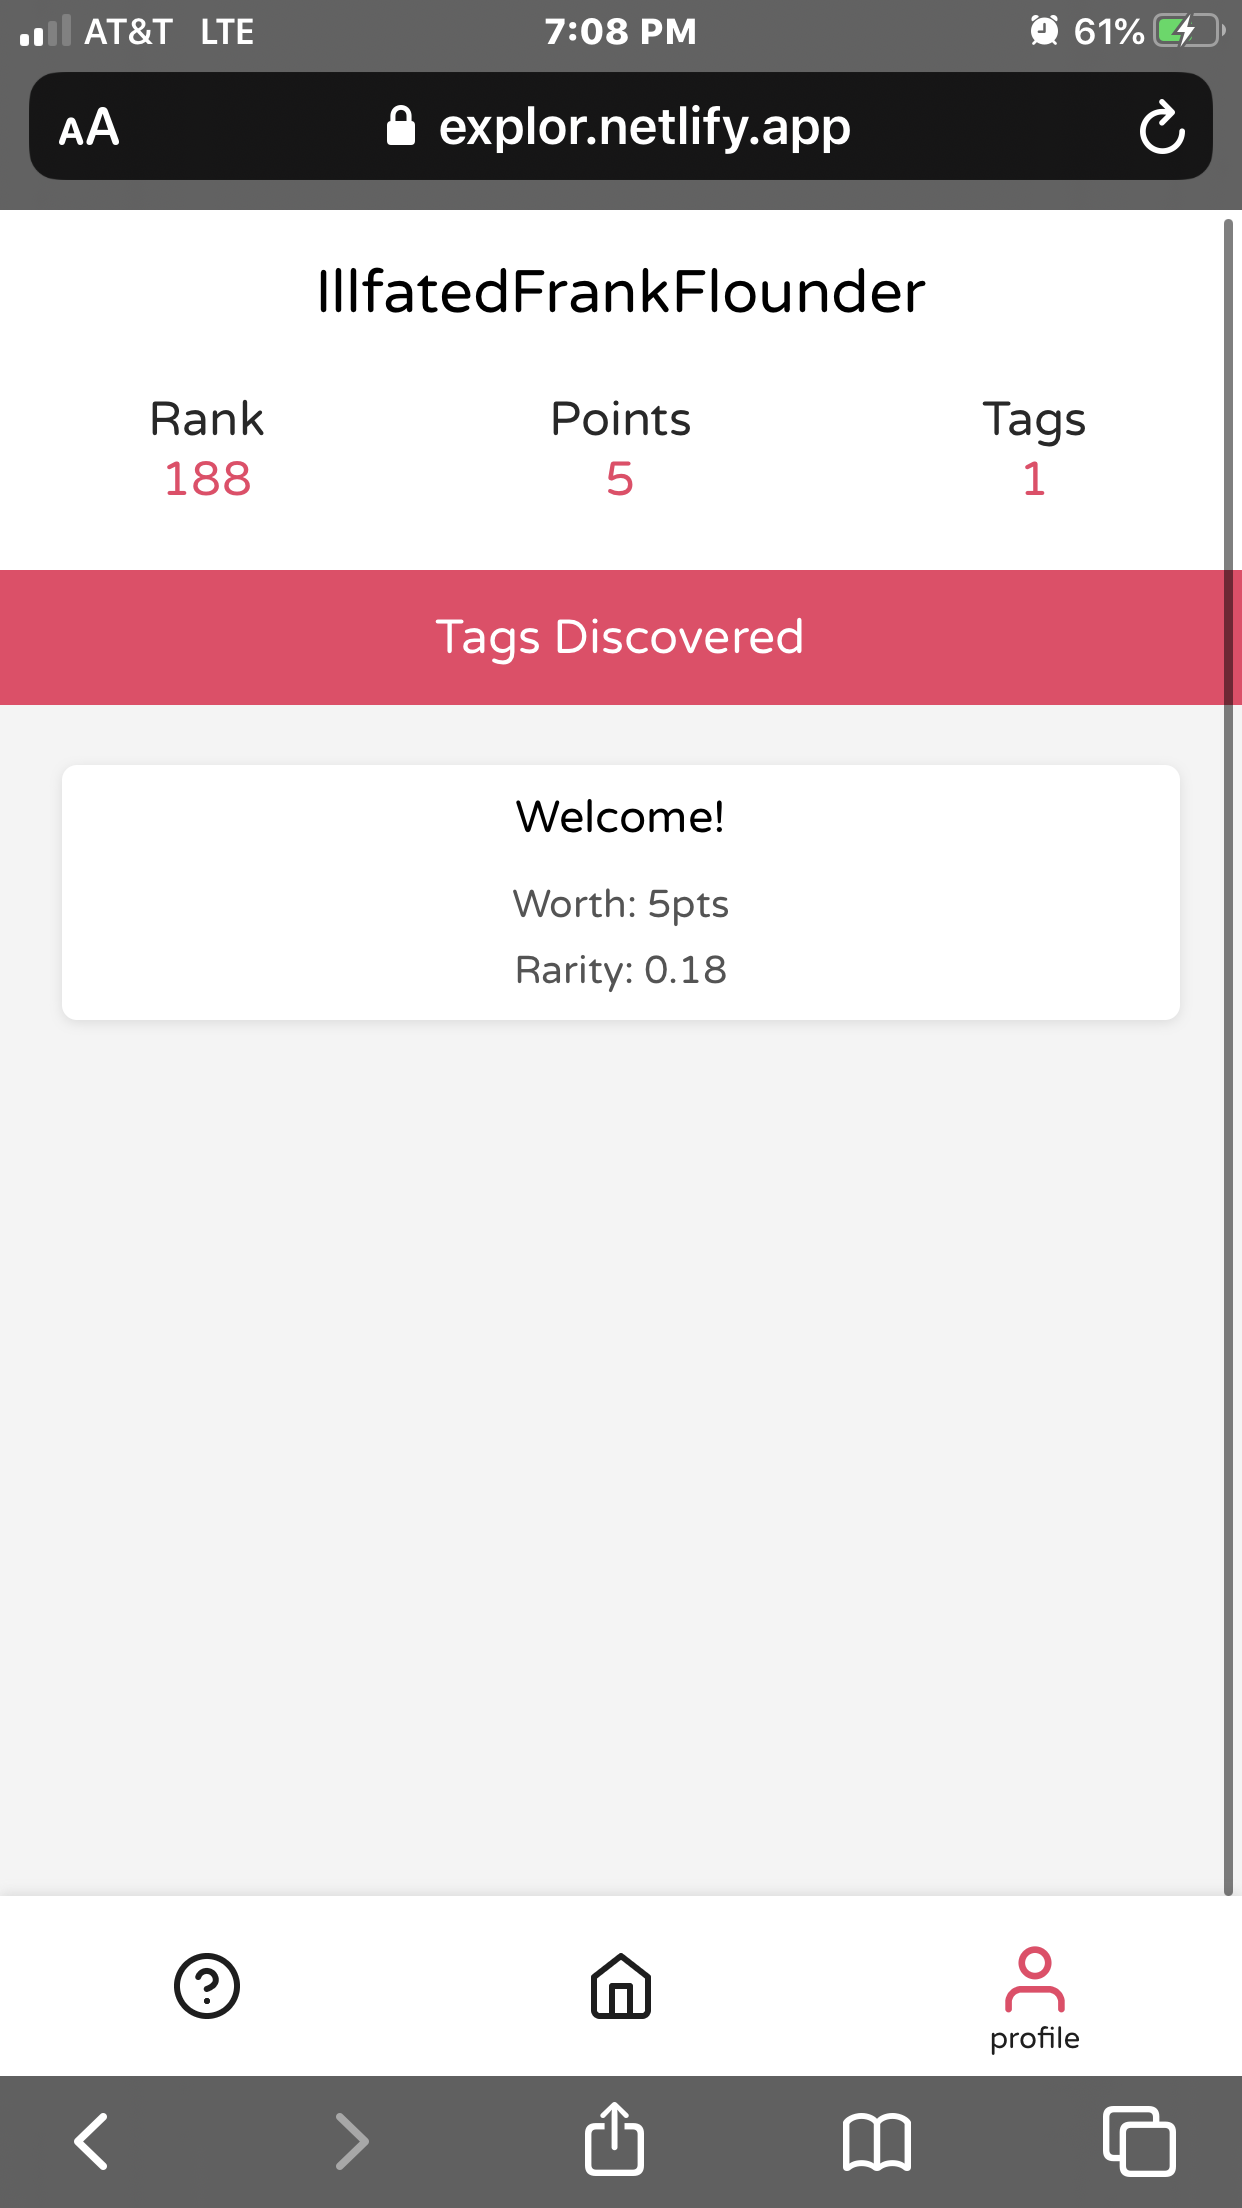 AT&T LTE 7:08 PM 61%
AA explor.netlify.app
IllfatedFrankFlounder
Rank Points Tags
188 5 1
Tags Discovered
Welcome!
Worth: 5pts
Rarity: 0.18
?
profile